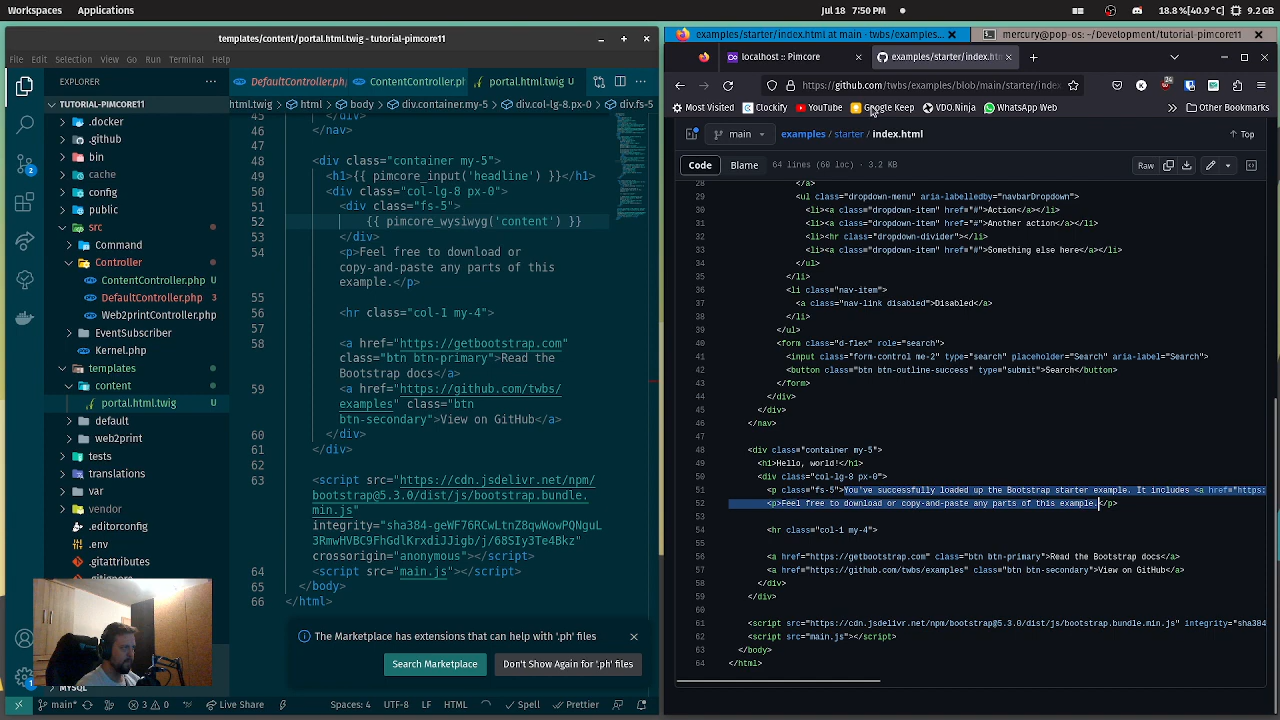 Workspaces
Applications
Jul 18 7:50 PM
18.8 %[40.9 °C]
9.2GB
templates/content/portal.html.twig - tutorial-pimcore11
File Edit View Go Run Terminal Help
EXPLORER
DefaultController.ph
ContentController.pl
portal.html.twig U
TUTORIAL-PIMCORE11
html.twig > html > body > div.container.my-5 > div.col-lg-8.px-0 > div.fs-5
.docker
.github
bin
cache
config
public
src
Command
Controller
ContentController.php U
DefaultController.php 3
Web2printController.php
EventSubscriber
Kernel.php
templates
content
portal.html.twig U
default
web2print
tests
translations
var
vendor
.editorconfig
.env
.gitattributes
.gitignore
MYSQL
45 </div>
46 </nav>
47
48 <div class="container my-5">
49 <h1>{{ pimcore_input('headline') }}</h1>
50 <div class="col-lg-8 px-0">
51 <div class="fs-5">
52 {{ pimcore_wysiwyg('content') }}
53 </div>
54 <p>Feel free to download or
copy-and-paste any parts of this
example.</p>
55
56 <hr class="col-1 my-4">
57
58 <a href="https://getbootstrap.com"
class="btn btn-primary">Read the
Bootstrap docs</a>
59 <a href="https://github.com/twbs/
examples" class="btn
btn-secondary">View on GitHub</a>
60 </div>
61 </div>
62
63 <script src="https://cdn.jsdelivr.net/npm/
bootstrap@5.3.0/dist/js/bootstrap.bundle.
min.js"
integrity="sha384-geWF76RCwLtnZ8qwWowPQNguL
3RmwHVBC9FhGdlKrxdiJJigb/j/68SIy3Te4Bkz"
crossorigin="anonymous"></script>
64 <script src="main.js"></script>
65 </body>
66 </html>
The Marketplace has extensions that can help with '.ph' files
Search Marketplace
Don't Show Again for '.ph' files
main*
3 0
Live Share
Spaces: 4
UTF-8
LF
HTML
Spell
Prettier
examples/starter/index.html at main · twbs/examples...
mercury@pop-os: ~/Development/tutorial-pimcore11
localhost :: Pimcore
examples/starter/index.htm
https://github.com/twbs/examples/blob/main/starter/index.htm
24
Most Visited
Clockify
YouTube
Google Keep
VDO.Ninja
WhatsApp Web
Other Bookmarks
main
examples / starter / index.html
Top
Code
Blame
64 lines (60 loc) · 3.2 KB
Raw
28 </a>
29 <ul class="dropdown-menu" aria-labelledby="navbarDropdown">
30 <li><a class="dropdown-item" href="#">Action</a></li>
31 <li><a class="dropdown-item" href="#">Another action</a></li>
32 <li><hr class="dropdown-divider"></li>
33 <li><a class="dropdown-item" href="#">Something else here</a></li>
34 </ul>
35 </li>
36 <li class="nav-item">
37 <a class="nav-link disabled">Disabled</a>
38 </li>
39 </ul>
40 <form class="d-flex" role="search">
41 <input class="form-control me-2" type="search" placeholder="Search" aria-label="Search">
42 <button class="btn btn-outline-success" type="submit">Search</button>
43 </form>
44 </div>
45 </div>
46 </nav>
47
48 <div class="container my-5">
49 <h1>Hello, world!</h1>
50 <div class="col-lg-8 px-0">
51 <p class="fs-5">You've successfully loaded up the Bootstrap starter example. It includes <a href="https:
52 <p>Feel free to download or copy-and-paste any parts of this example.</p>
53
54 <hr class="col-1 my-4">
55
56 <a href="https://getbootstrap.com" class="btn btn-primary">Read the Bootstrap docs</a>
57 <a href="https://github.com/twbs/examples" class="btn btn-secondary">View on GitHub</a>
58 </div>
59 </div>
60
61 <script src="https://cdn.jsdelivr.net/npm/bootstrap@5.3.0/dist/js/bootstrap.bundle.min.js" integrity="sha384
62 <script src="main.js"></script>
63 </body>
64 </html>